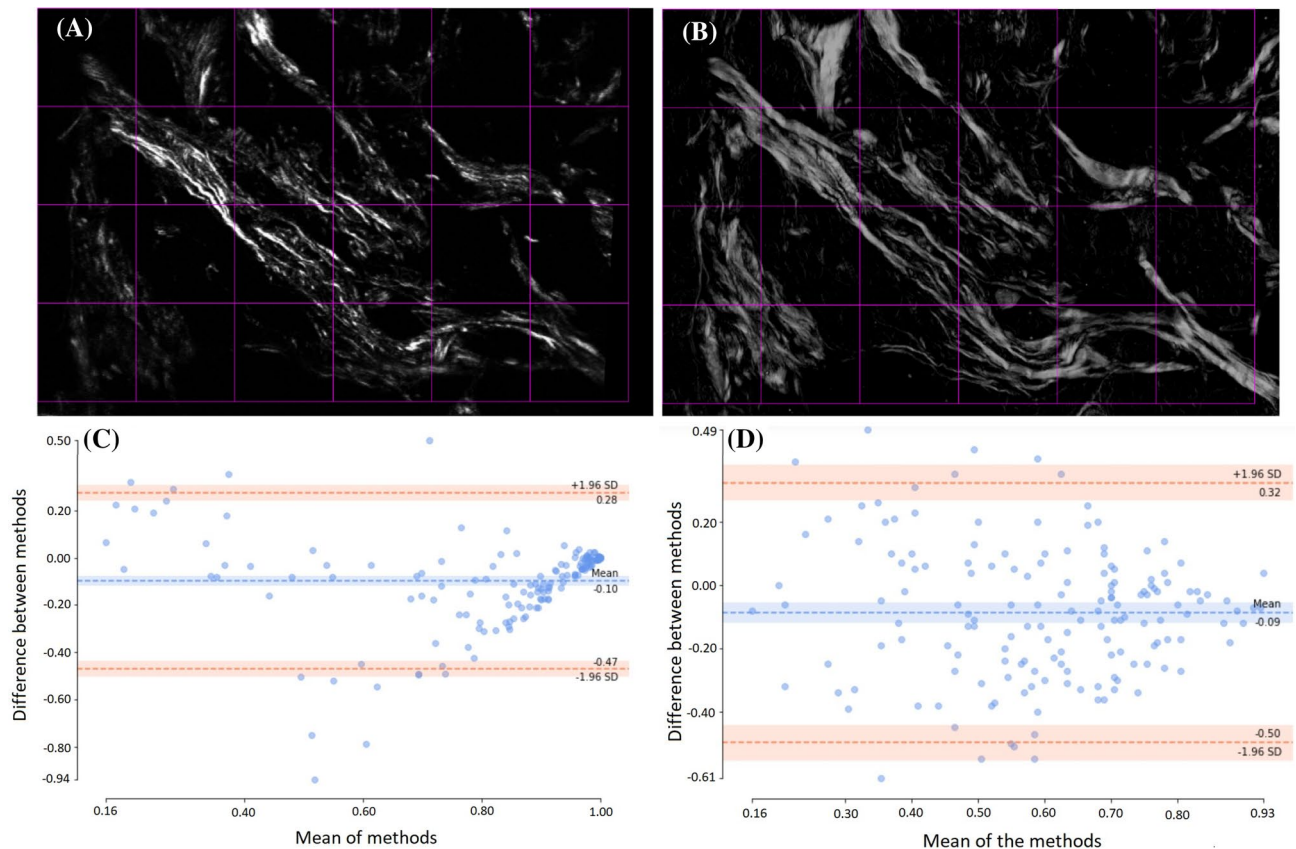 (A)
(B)
(C)
Difference between methods
0.50
0.20
0.00
-0.20
-0.40
-0.60
-0.80
-0.94
+1.96 SD
0.28
Mean
-0.10
-0.47
-1.96 SD
0.16
0.40
0.60
0.80
1.00
Mean of methods
(D)
Difference between methods
0.49
0.20
0.00
-0.20
-0.40
-0.61
+1.96 SD
0.32
Mean
-0.09
-0.50
-1.96 SD
0.16
0.30
0.40
0.50
0.60
0.70
0.80
0.93
Mean of the methods